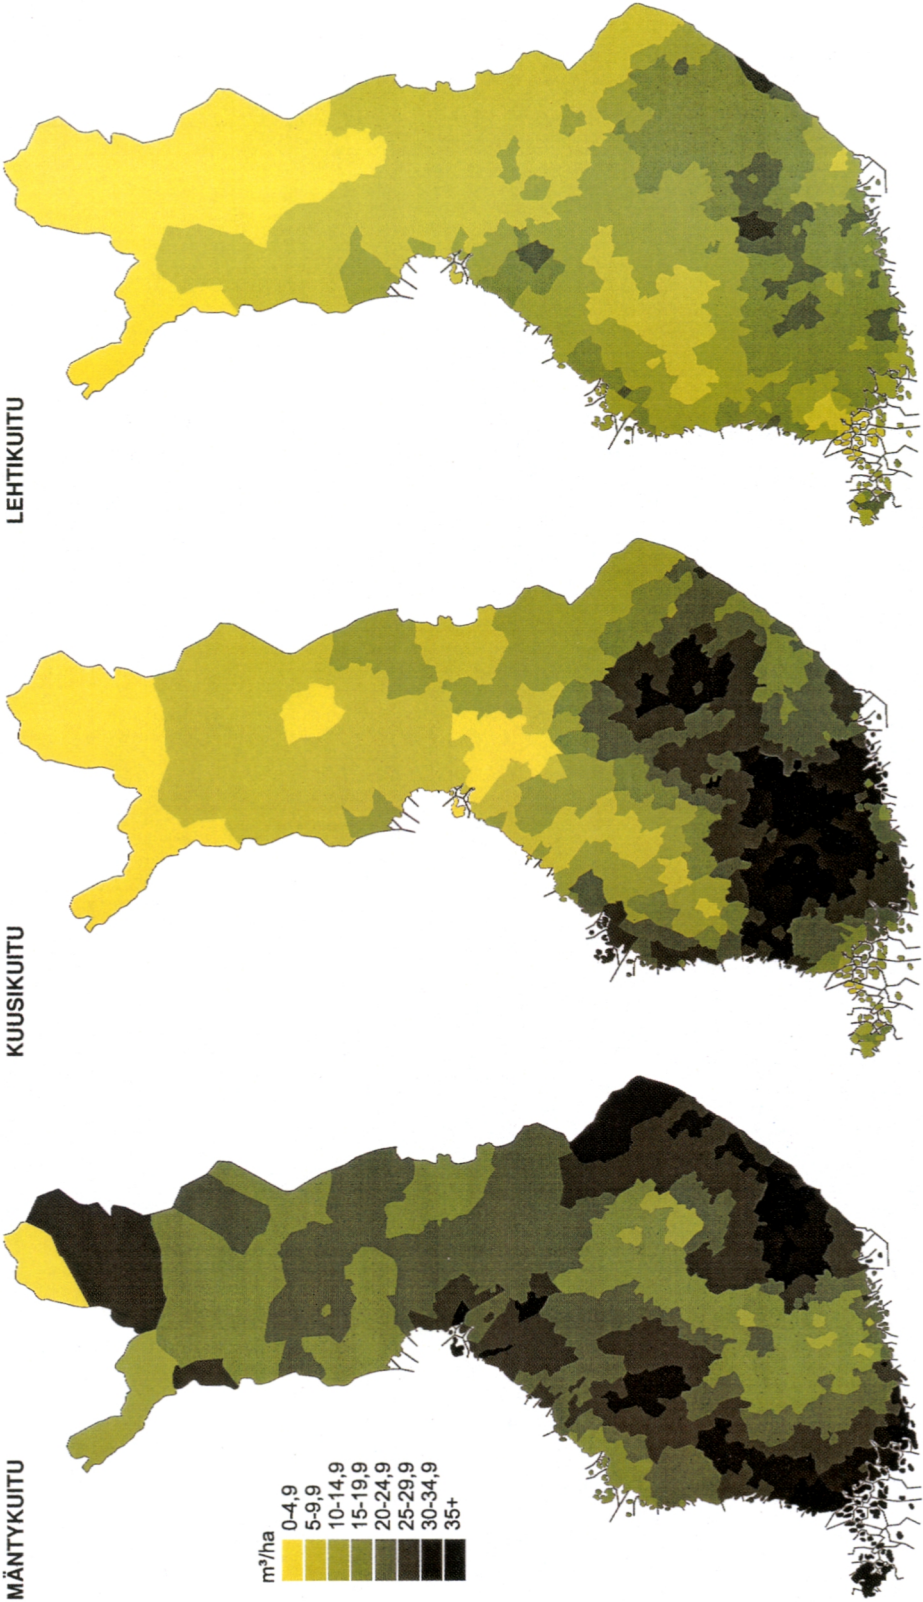 MÄNTYKUITU
KUUSIKUITU
LEHTIKUITU
m³/ha
0-4,9
5-9,9
10-14,9
15-19,9
20-24,9
25-29,9
30-34,9
35+